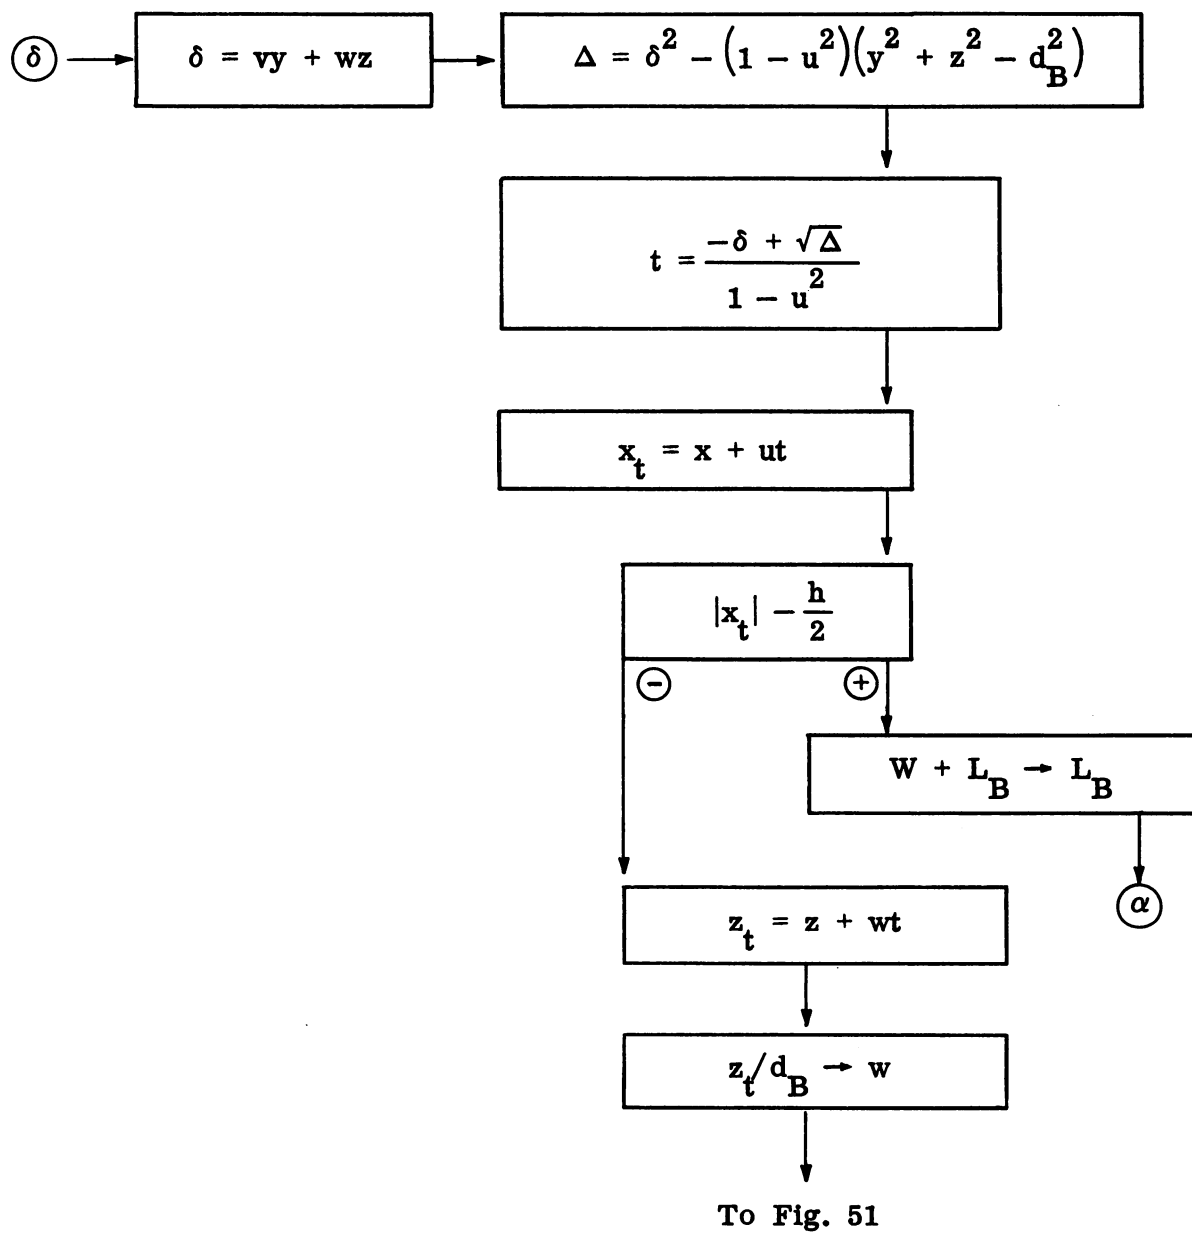 δ
δ = vy + wz
Δ = δ² − (1 − u²)(y² + z² − d_B²)
t = (−δ + √Δ) / (1 − u²)
x_t = x + ut
|x_t| − h/2
−
+
W + L_B → L_B
α
z_t = z + wt
z_t/d_B → w
To Fig. 51